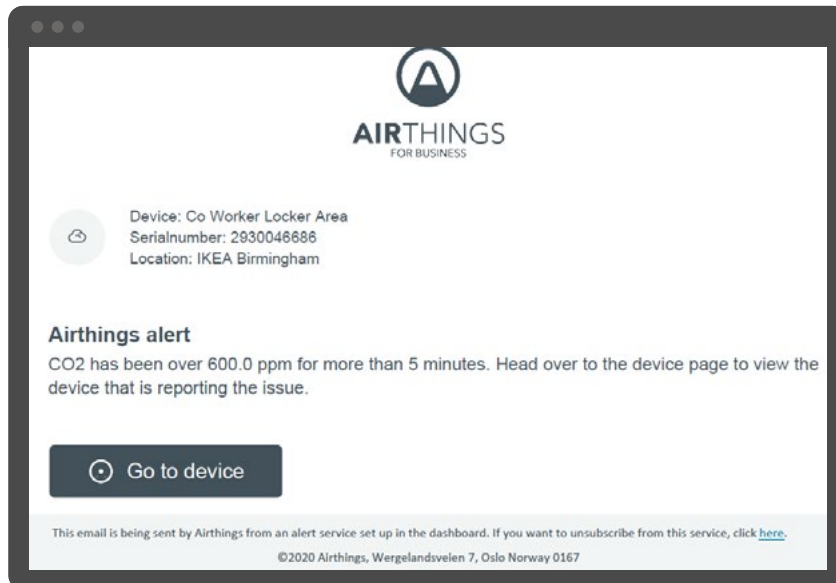 AIRTHINGS
FOR BUSINESS
Device: Co Worker Locker Area
Serialnumber: 2930046686
Location: IKEA Birmingham
Airthings alert
CO2 has been over 600.0 ppm for more than 5 minutes. Head over to the device page to view the
device that is reporting the issue.
Go to device
This email is being sent by Airthings from an alert service set up in the dashboard. If you want to unsubscribe from this service, click here.
©2020 Airthings, Wergelandsveien 7, Oslo Norway 0167